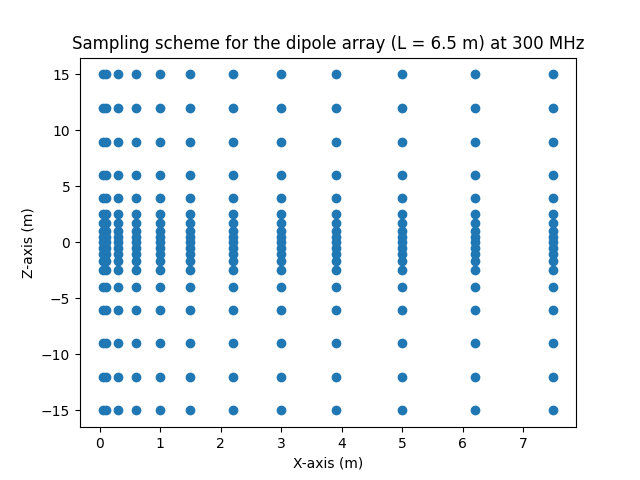 Sampling scheme for the dipole array (L = 6.5 m) at 300 MHz
15
10
5
0
−5
−10
−15
Z-axis (m)
0 1 2 3 4 5 6 7
X-axis (m)